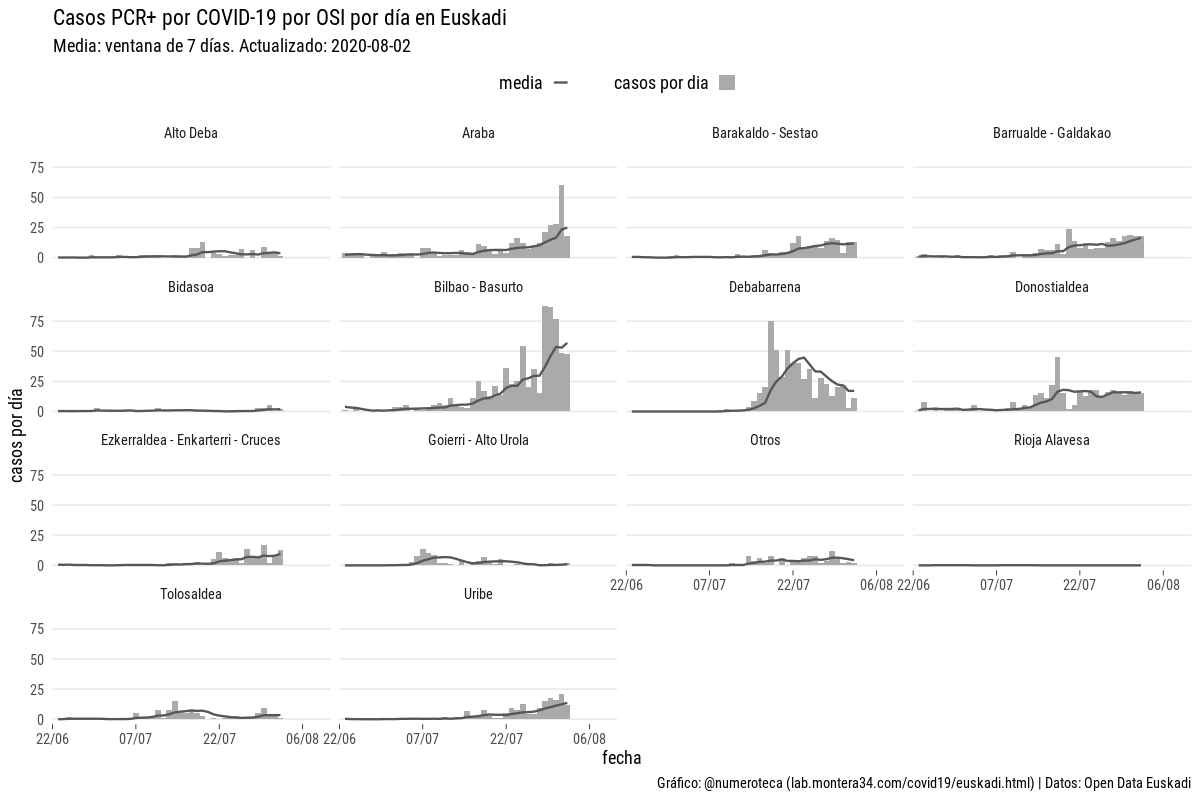 Casos PCR+ por COVID-19 por OSI por día en Euskadi
Media: ventana de 7 días. Actualizado: 2020-08-02
media casos por dia
Alto Deba Araba Barakaldo - Sestao Barrualde - Galdakao
75
50
25
0
Bidasoa Bilbao - Basurto Debabarrena Donostialdea
75
50
25
0
casos por día
Ezkerraldea - Enkarterri - Cruces Goierri - Alto Urola Otros Rioja Alavesa
75
50
25
0
22/06 07/07 22/07 06/08 22/06 07/07 22/07 06/08
Tolosaldea Uribe
75
50
25
0
22/06 07/07 22/07 06/08 22/06 07/07 22/07 06/08
fecha
Gráfico: @numeroteca (lab.montera34.com/covid19/euskadi.html) | Datos: Open Data Euskadi